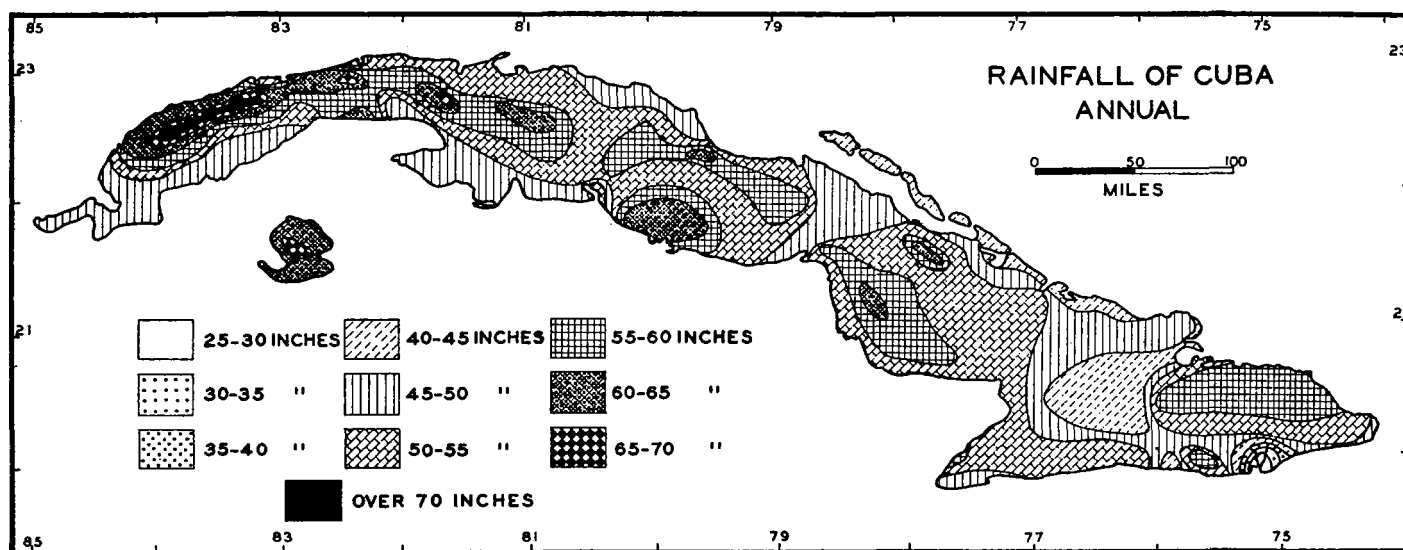 85 83 81 79 77 75
23 23
RAINFALL OF CUBA
ANNUAL
0 50 100
MILES
21
25-30 INCHES 40-45 INCHES 55-60 INCHES
30-35 " 45-50 " 60-65 "
35-40 " 50-55 " 65-70 "
OVER 70 INCHES
85 83 81 79 77 75